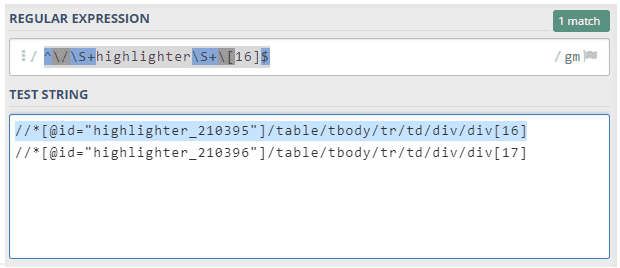 REGULAR EXPRESSION
1 match
/ ^\/\S+highlighter\S+\[16]$ / gm
TEST STRING
//*[@id="highlighter_210395"]/table/tbody/tr/td/div/div[16]
//*[@id="highlighter_210396"]/table/tbody/tr/td/div/div[17]